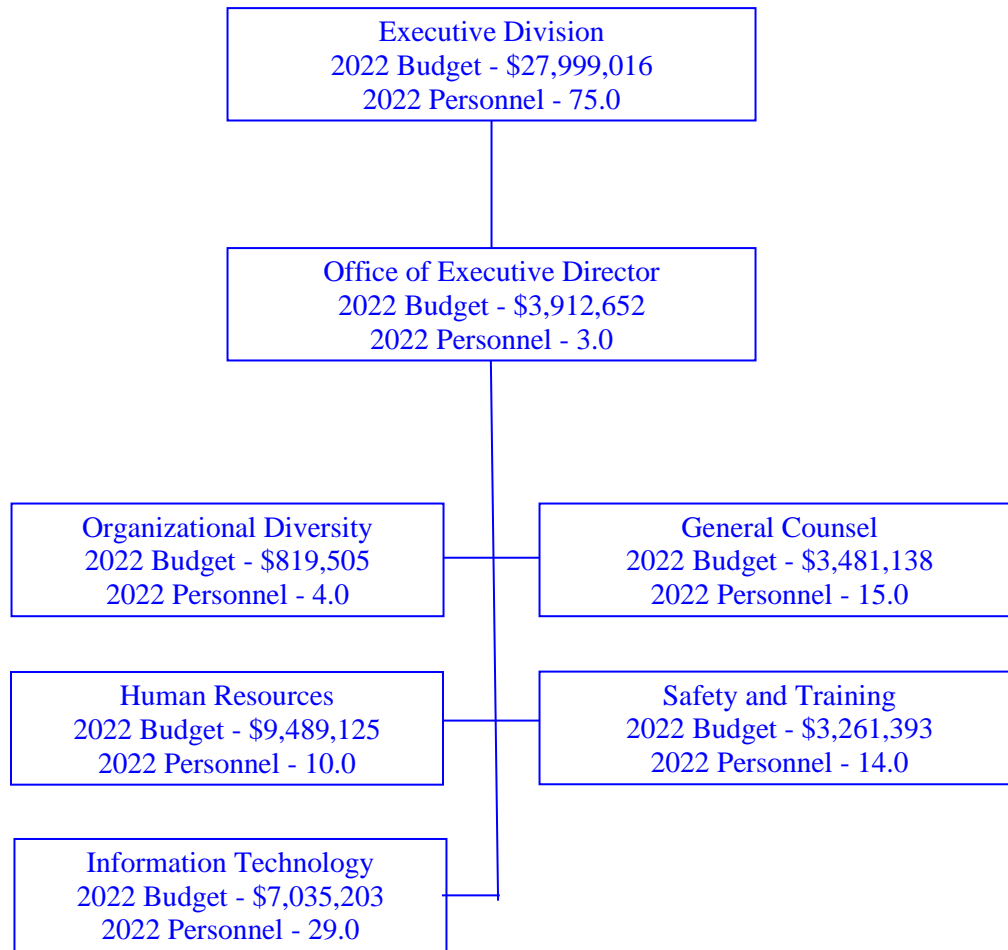 Executive Division
2022 Budget - $27,999,016
2022 Personnel - 75.0
Office of Executive Director
2022 Budget - $3,912,652
2022 Personnel - 3.0
Organizational Diversity
2022 Budget - $819,505
2022 Personnel - 4.0
General Counsel
2022 Budget - $3,481,138
2022 Personnel - 15.0
Human Resources
2022 Budget - $9,489,125
2022 Personnel - 10.0
Safety and Training
2022 Budget - $3,261,393
2022 Personnel - 14.0
Information Technology
2022 Budget - $7,035,203
2022 Personnel - 29.0